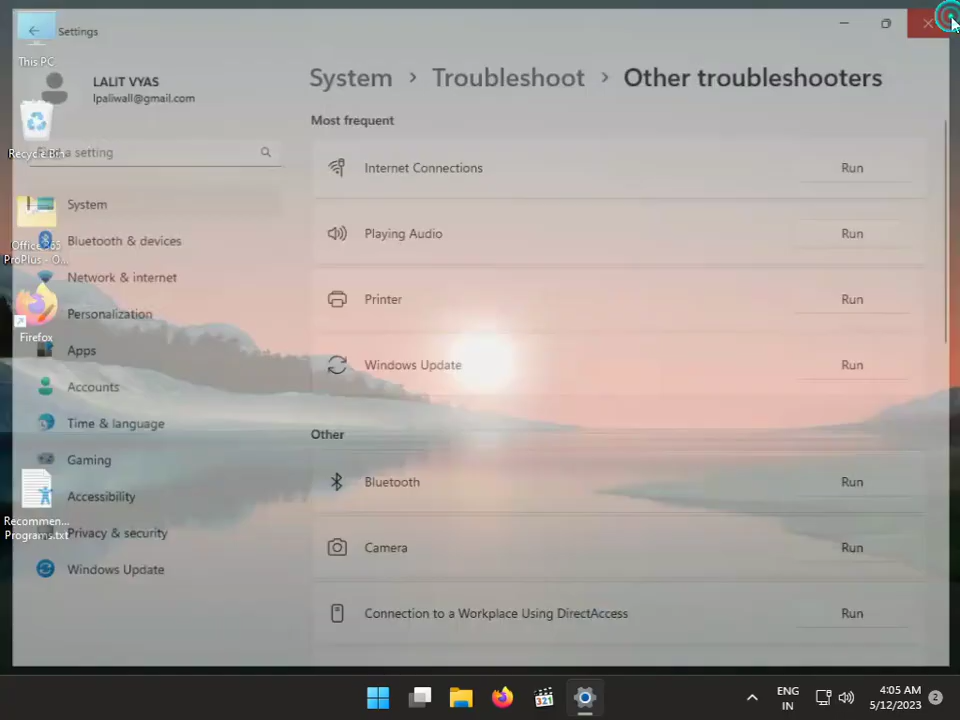 Settings
This PC
LALIT VYAS
lpaliwall@gmail.com
System > Troubleshoot > Other troubleshooters
Most frequent
Recycle Bin
a setting
Internet Connections
Run
System
Playing Audio
Run
Bluetooth & devices
Office 365
ProPlus - O...
Network & internet
Printer
Run
Personalization
Firefox
Apps
Windows Update
Run
Accounts
Time & language
Other
Gaming
Bluetooth
Run
Accessibility
Recommen...
Programs.txt
Privacy & security
Camera
Run
Windows Update
Connection to a Workplace Using DirectAccess
Run
321
ENG
IN
4:05 AM
5/12/2023
2